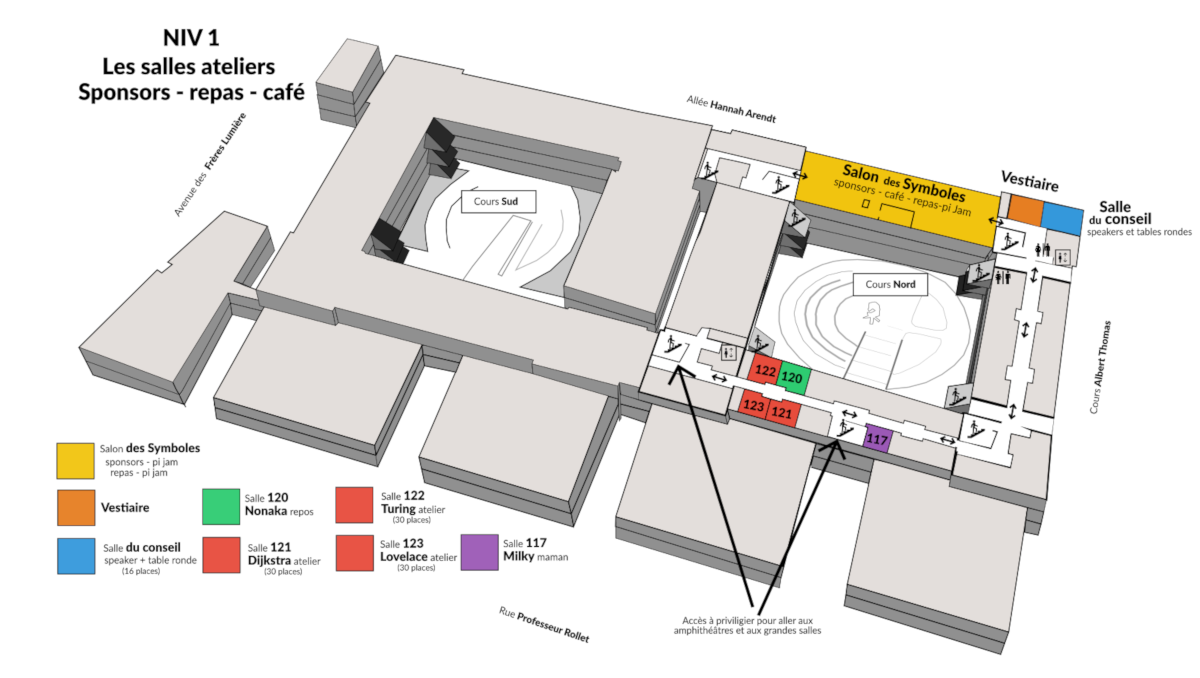 NIV 1
Les salles ateliers
Sponsors - repas - café
Avenue des Frères Lumière
Allée Hannah Arendt
Cours Sud
Salon des Symboles
sponsors - café - repas-pi Jam
Vestiaire
Salle
du conseil
speakers et tables rondes
Cours Nord
Cours Albert Thomas
122
120
123
121
117
Salon des Symboles
sponsors - pi jam
repas - pi jam
Vestiaire
Salle 120
Nonaka repos
Salle 122
Turing atelier
(30 places)
Salle du conseil
speaker + table ronde
(16 places)
Salle 121
Dijkstra atelier
(30 places)
Salle 123
Lovelace atelier
(30 places)
Salle 117
Milky maman
Rue Professeur Rollet
Accès à priviligier pour aller aux
amphithéâtres et aux grandes salles